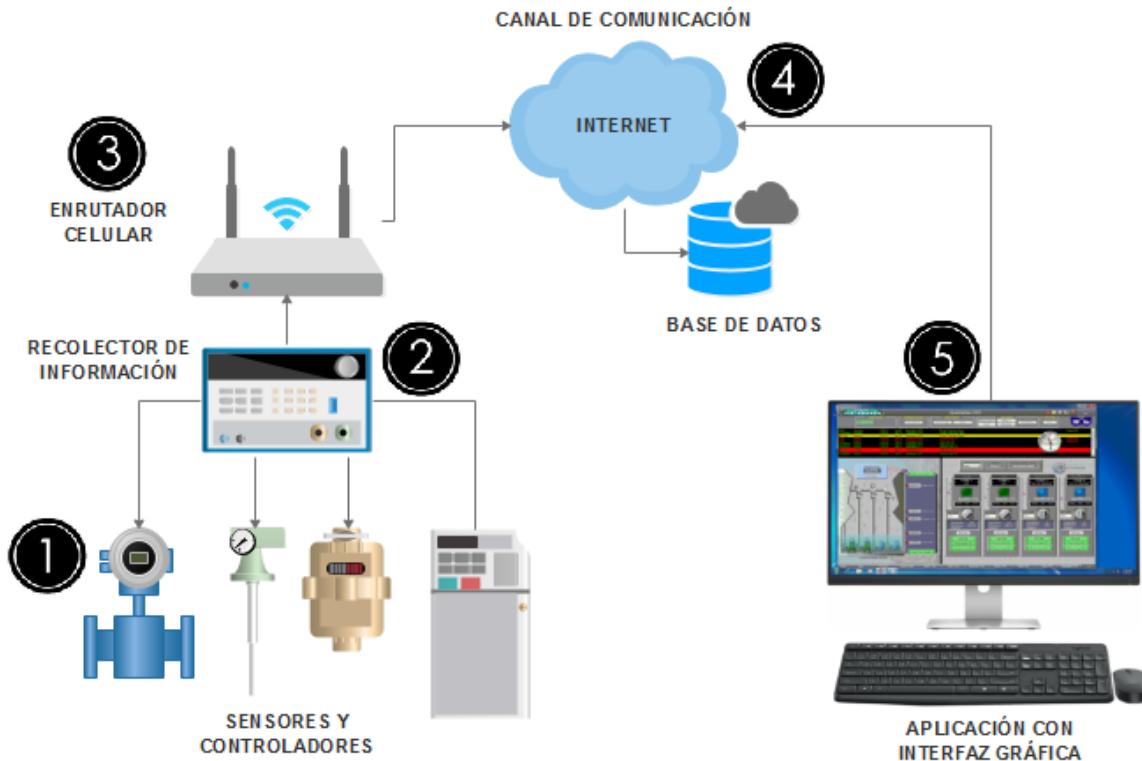 CANAL DE COMUNICACIÓN
4
INTERNET
3
ENRUTADOR
CELULAR
BASE DE DATOS
RECOLECTOR DE
INFORMACIÓN
2
5
1
SENSORES Y
CONTROLADORES
APLICACIÓN CON
INTERFAZ GRÁFICA